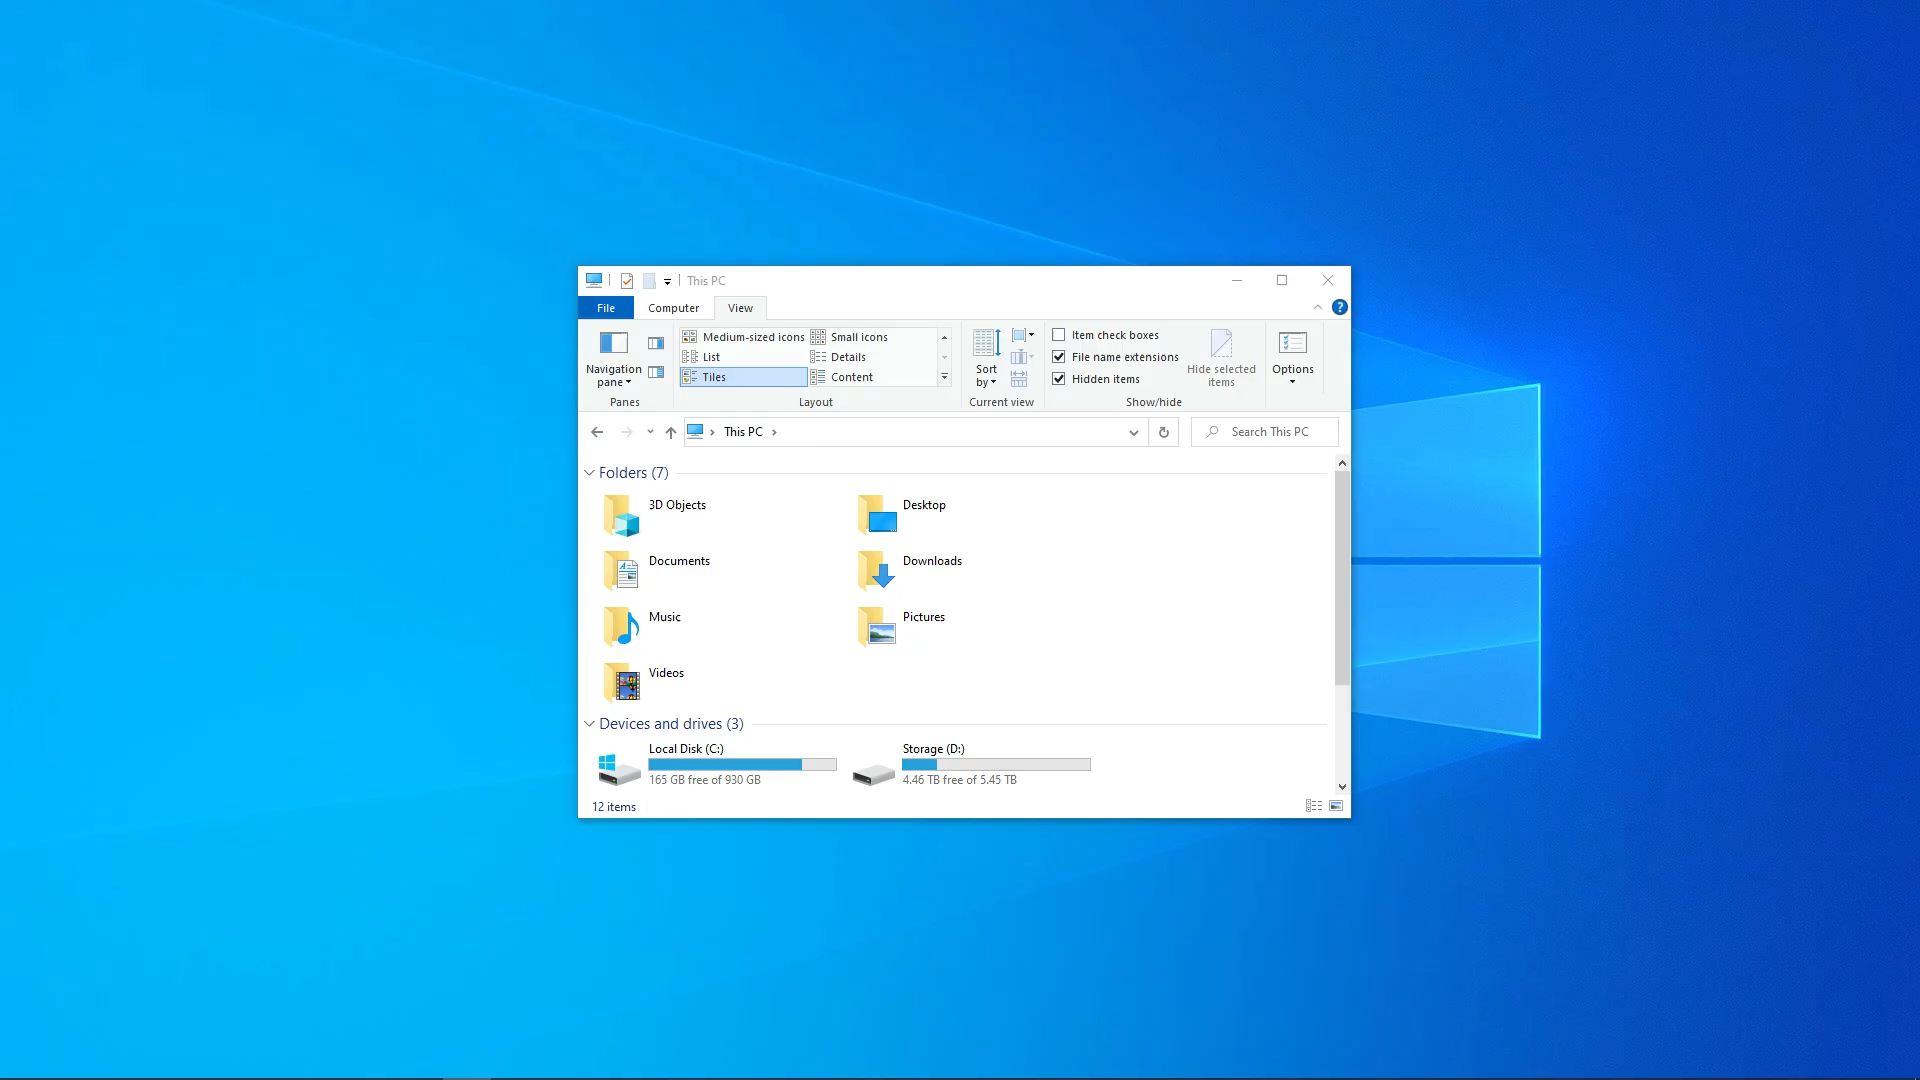 This PC
File Computer View
Medium-sized icons Small icons Item check boxes
List Details File name extensions
Navigation pane Sort by Hide selected items Options
Tiles Content Hidden items
Panes Layout Current view Show/hide
This PC Search This PC
Folders (7)
3D Objects Desktop
Documents Downloads
Music Pictures
Videos
Devices and drives (3)
Local Disk (C:) Storage (D:)
165 GB free of 930 GB 4.46 TB free of 5.45 TB
12 items